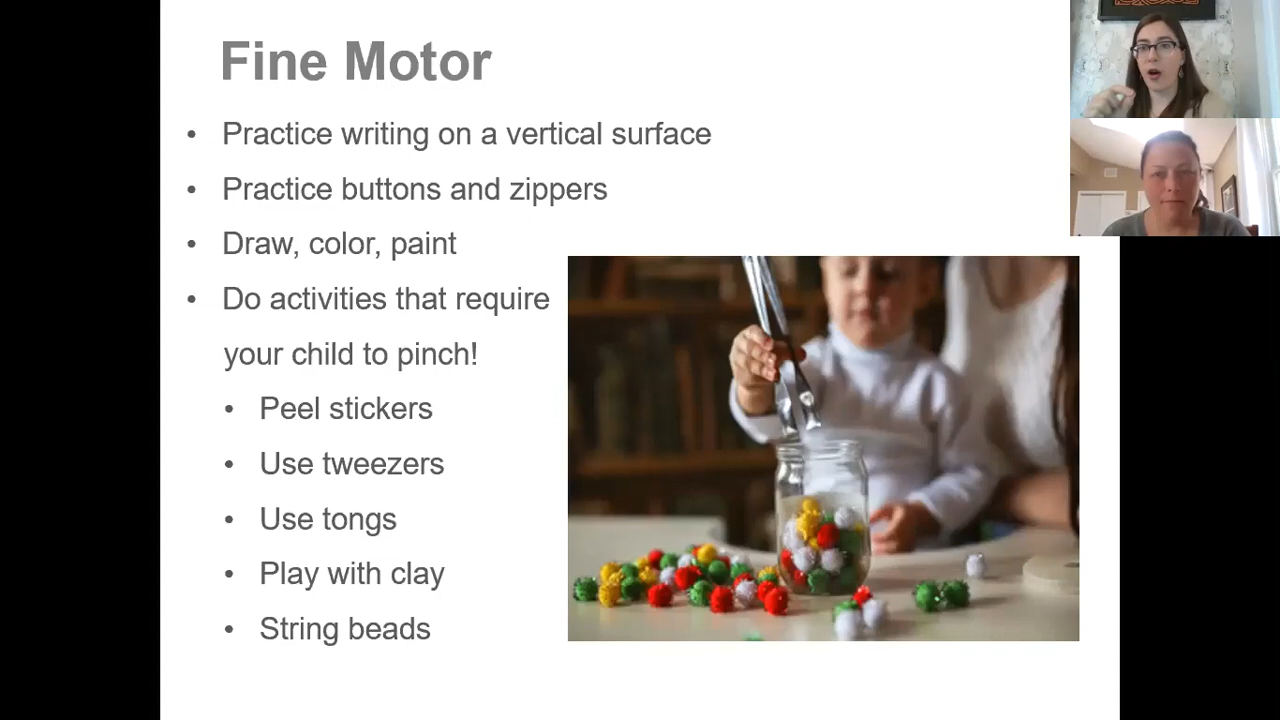 Fine Motor
• Practice writing on a vertical surface
• Practice buttons and zippers
• Draw, color, paint
• Do activities that require
your child to pinch!
• Peel stickers
• Use tweezers
• Use tongs
• Play with clay
• String beads